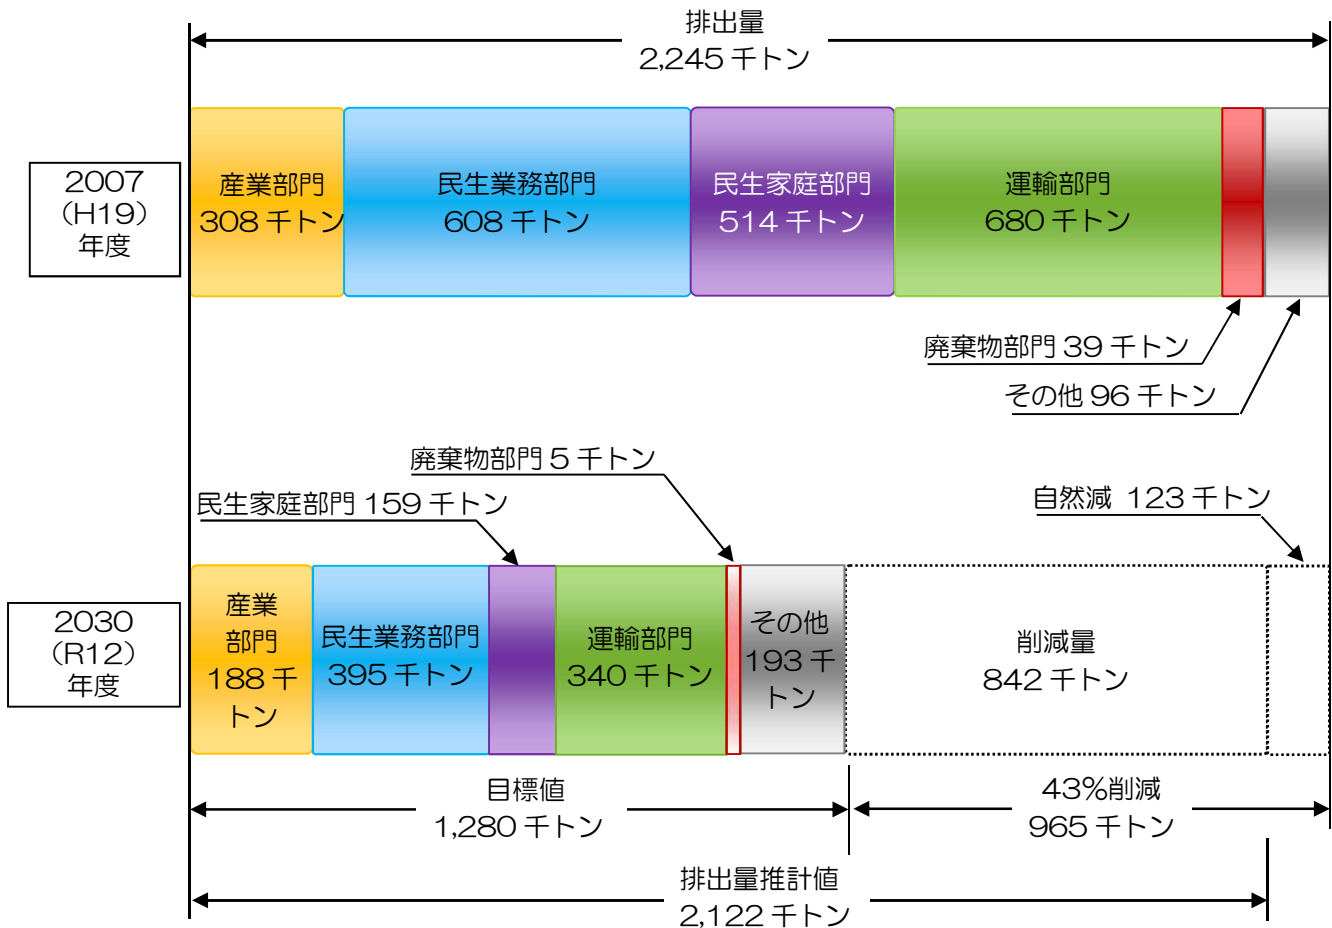 排出量
2,245 千トン
2007
（H19）
年度
産業部門
308 千トン
民生業務部門
608 千トン
民生家庭部門
514 千トン
運輸部門
680 千トン
廃棄物部門 39 千トン
その他 96 千トン
廃棄物部門 5 千トン
民生家庭部門 159 千トン
自然減 123 千トン
2030
（R12）
年度
産業
部門
188 千
トン
民生業務部門
395 千トン
運輸部門
340 千トン
その他
193 千
トン
削減量
842 千トン
目標値
1,280 千トン
43%削減
965 千トン
排出量推計値
2,122 千トン